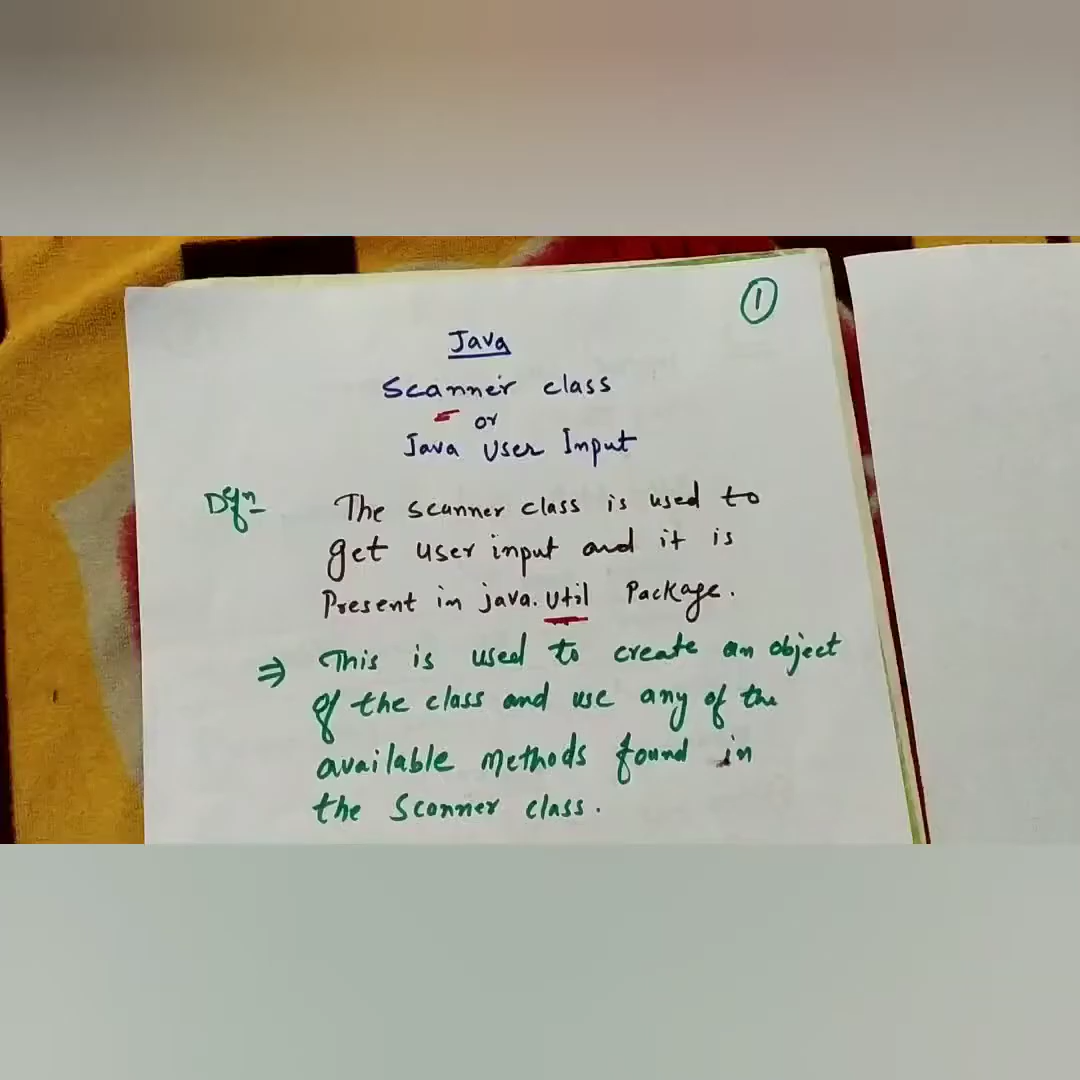 1
Java
Scanner class
or
Java User Input
Defn The scanner class is used to
get user input and it is
Present in java.util Package.
⇒ This is used to create an object
of the class and use any of the
available methods found in
the Scanner class.